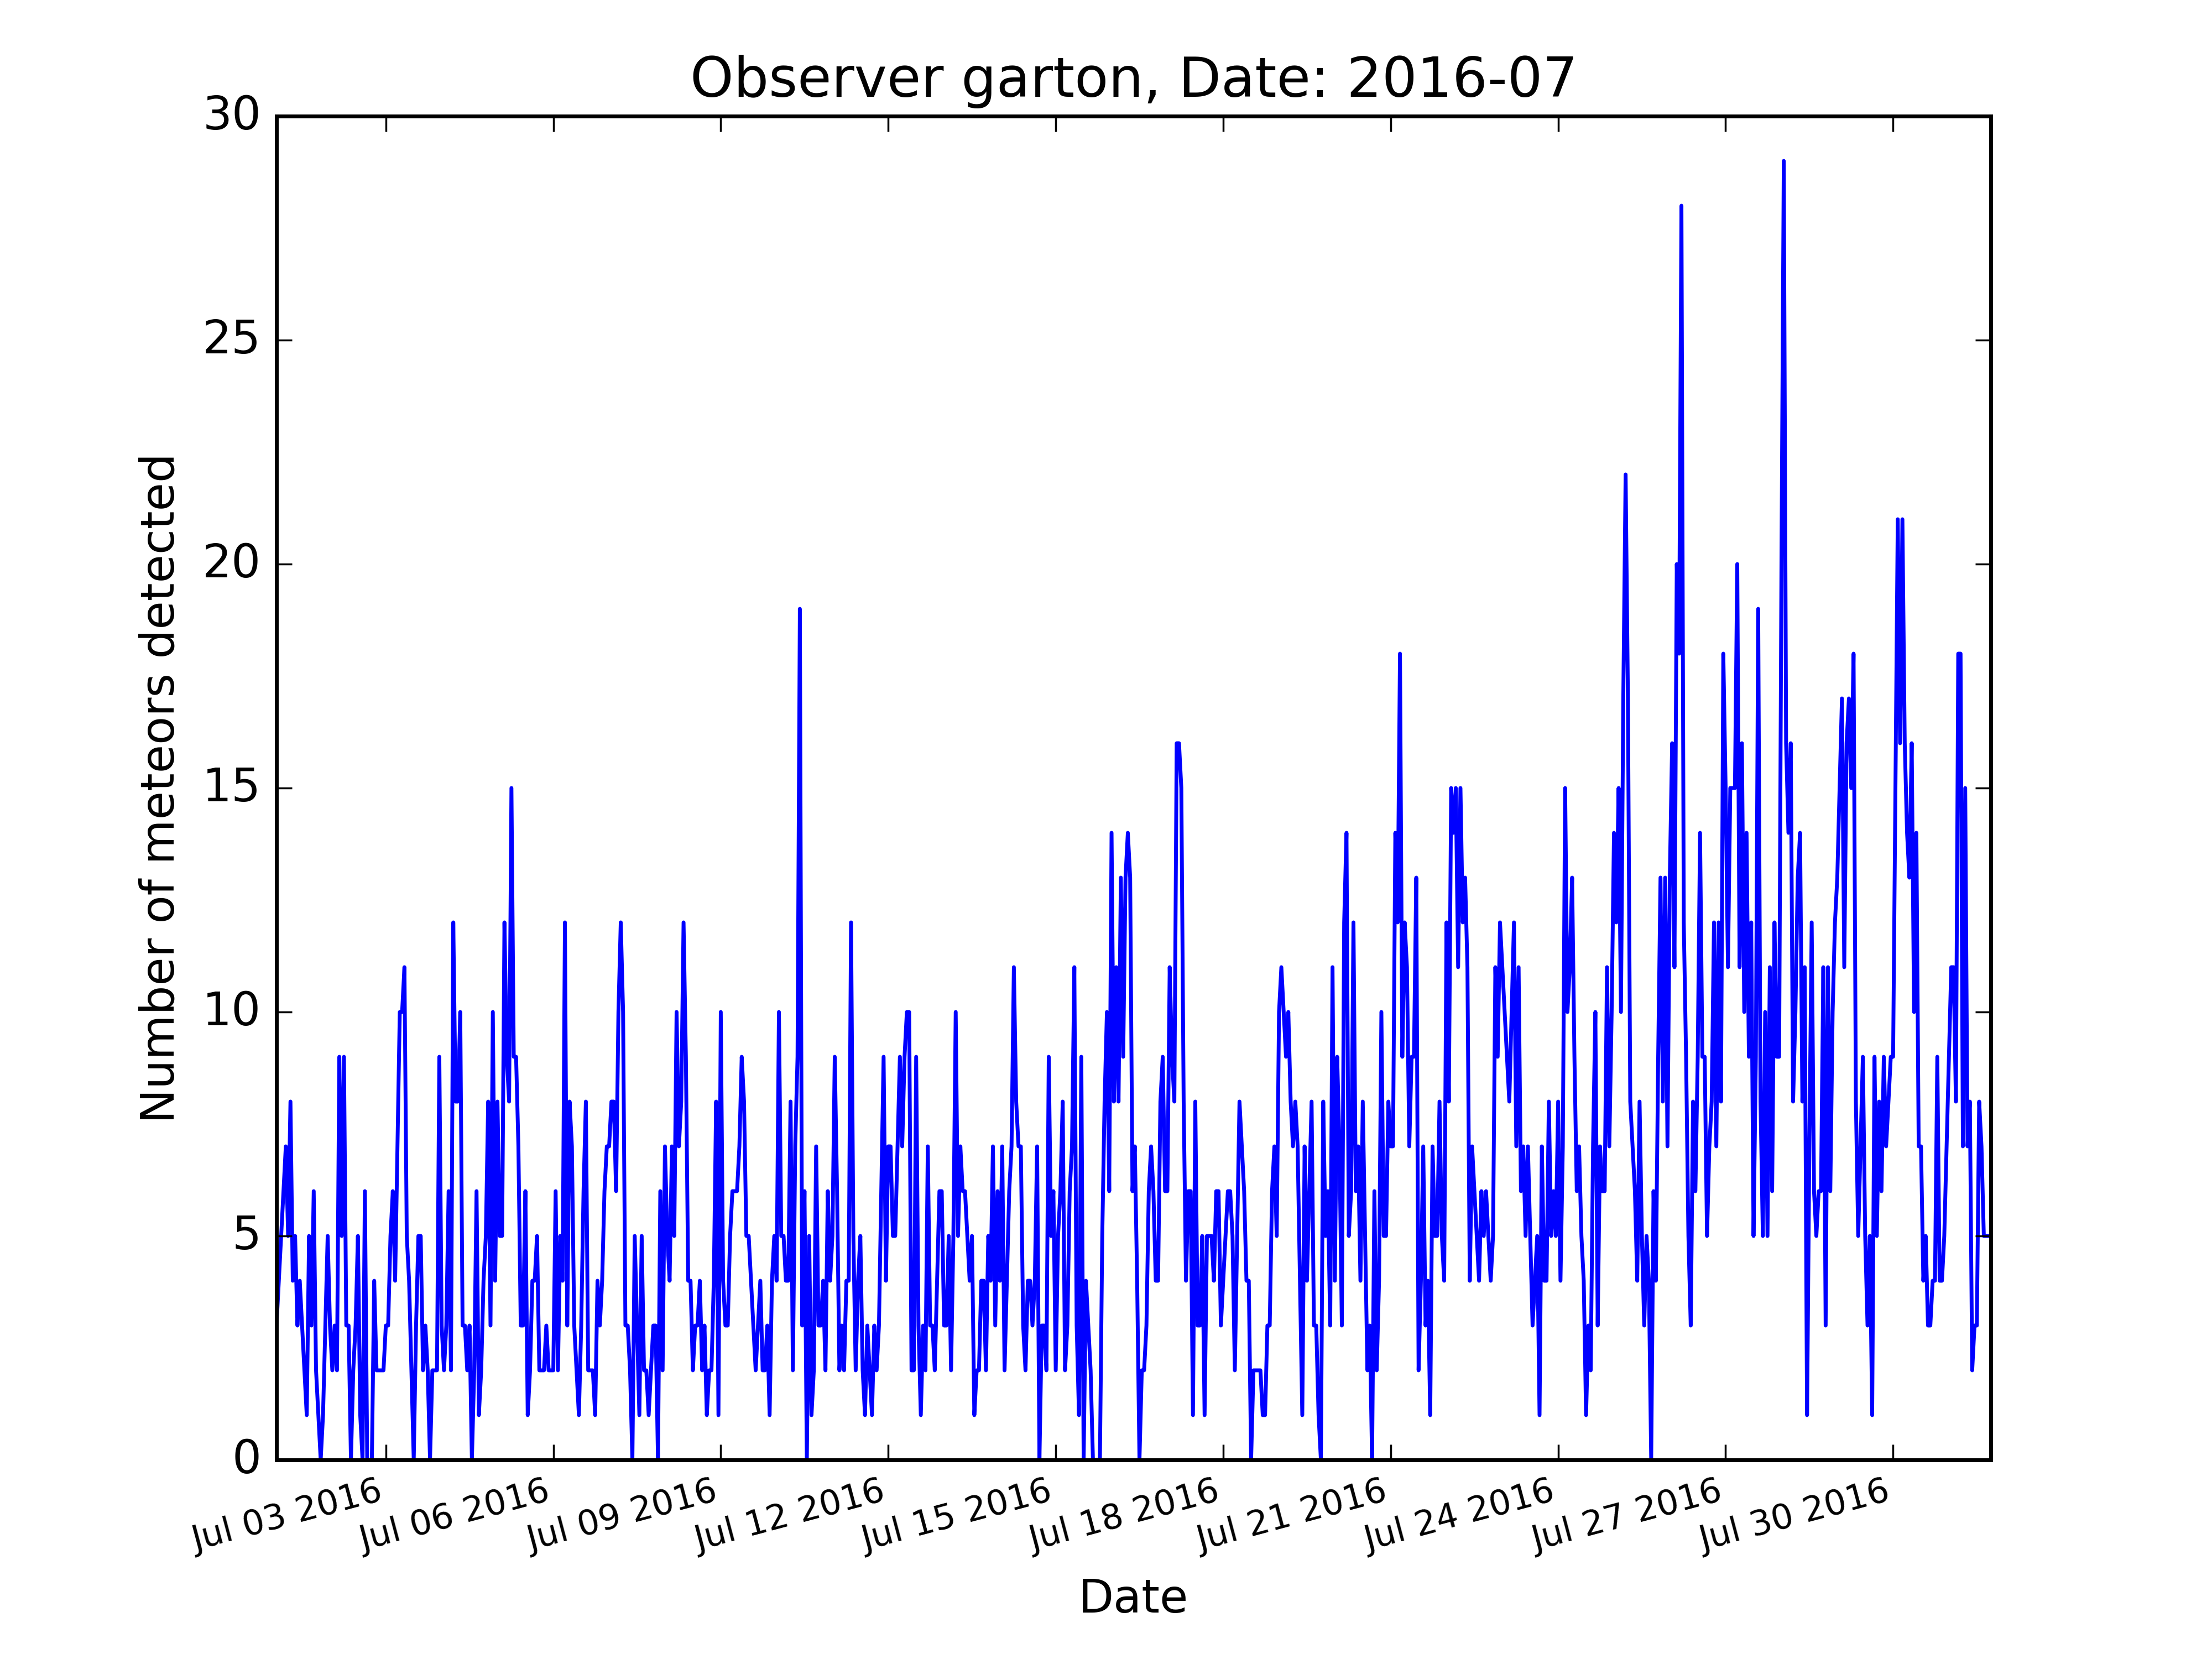 Observer garton, Date: 2016-07
30
25
20
15
10
5
0
Number of meteors detected
Jul 03 2016
Jul 06 2016
Jul 09 2016
Jul 12 2016
Jul 15 2016
Jul 18 2016
Jul 21 2016
Jul 24 2016
Jul 27 2016
Jul 30 2016
Date